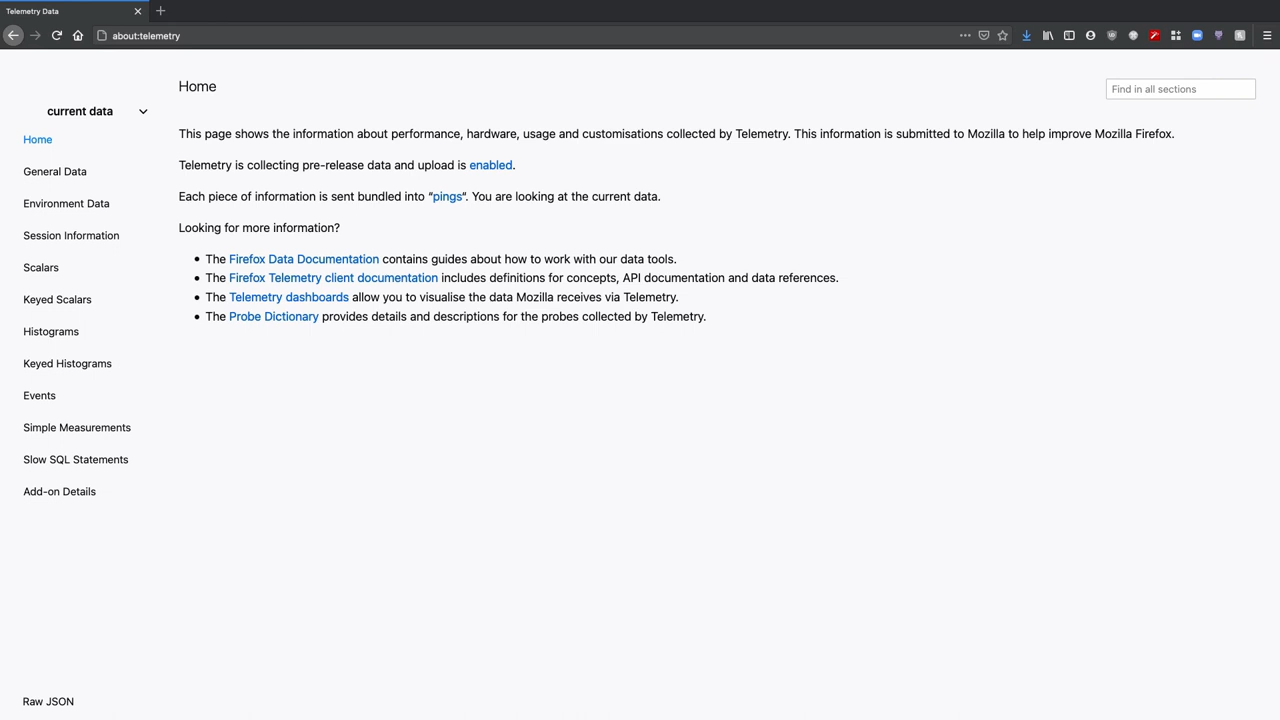 Telemetry Data
about:telemetry
current data
Home
General Data
Environment Data
Session Information
Scalars
Keyed Scalars
Histograms
Keyed Histograms
Events
Simple Measurements
Slow SQL Statements
Add-on Details
Raw JSON
Home
Find in all sections
This page shows the information about performance, hardware, usage and customisations collected by Telemetry. This information is submitted to Mozilla to help improve Mozilla Firefox.
Telemetry is collecting pre-release data and upload is enabled.
Each piece of information is sent bundled into “pings“. You are looking at the current data.
Looking for more information?
• The Firefox Data Documentation contains guides about how to work with our data tools.
• The Firefox Telemetry client documentation includes definitions for concepts, API documentation and data references.
• The Telemetry dashboards allow you to visualise the data Mozilla receives via Telemetry.
• The Probe Dictionary provides details and descriptions for the probes collected by Telemetry.